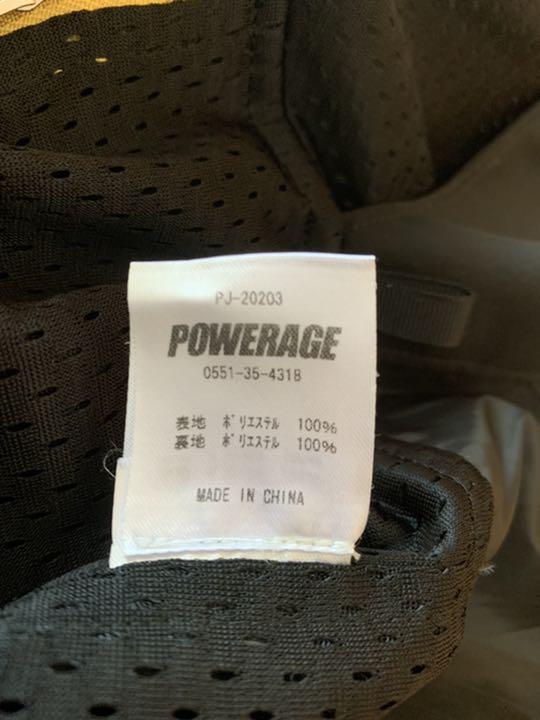 PJ-20203
POWERAGE
0551-35-4318
表地 ポリエステル 100%
裏地 ポリエステル 100%
MADE IN CHINA